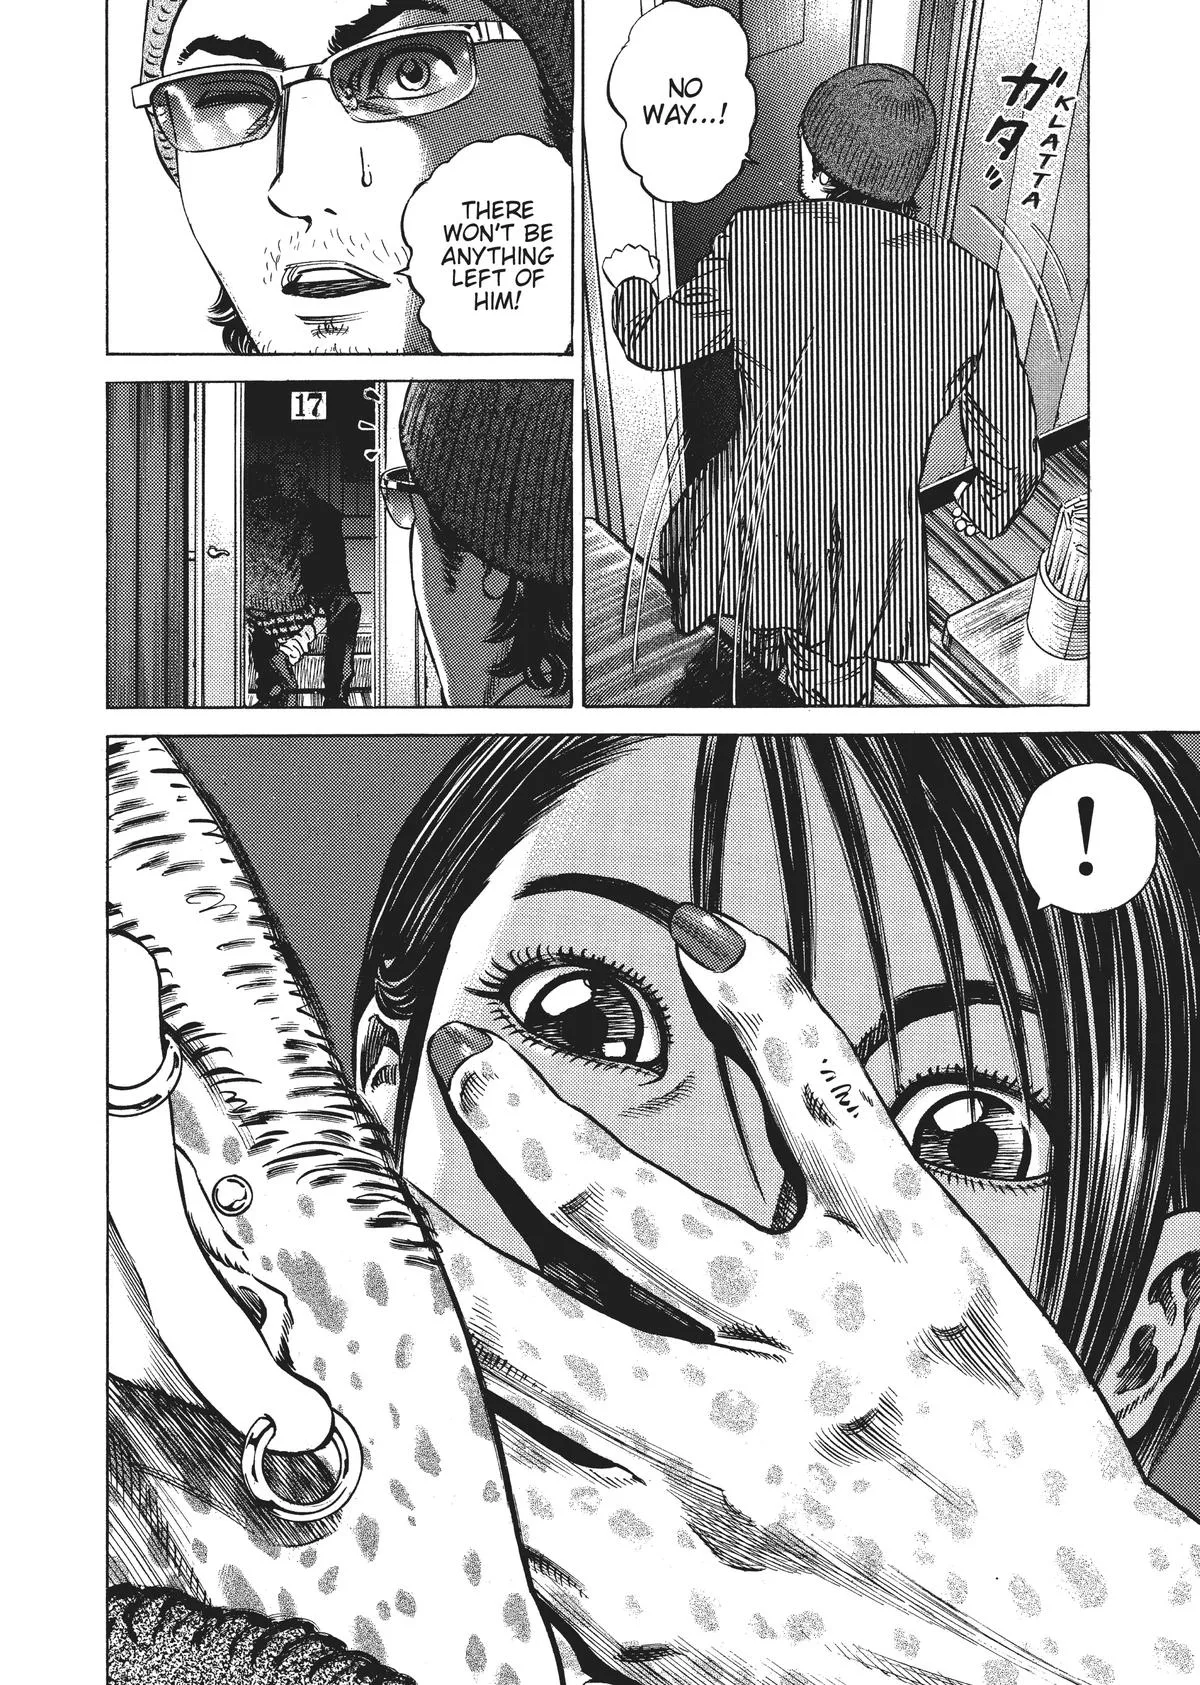 NO
WAY...!
ガタッ
KLATTA
THERE
WON'T BE
ANYTHING
LEFT OF
HIM!
17
!